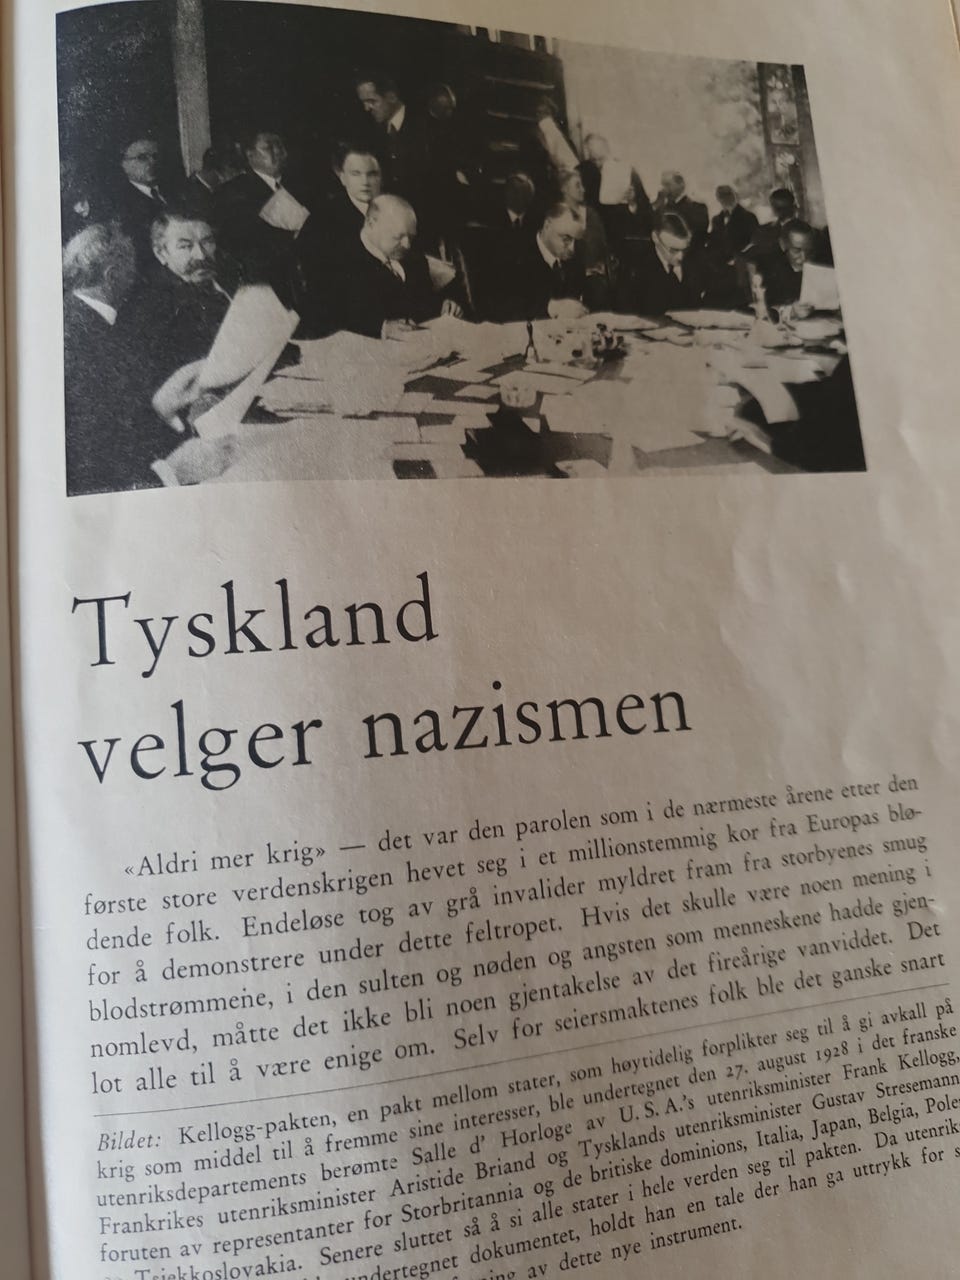 Tyskland
velger nazismen
«Aldri mer krig» — det var den parolen som i de nærmeste årene etter den
første store verdenskrigen hevet seg i et millionstemmig kor fra Europas blø-
dende folk. Endeløse tog av grå invalider myldret fram fra storbyenes smug
for å demonstrere under dette feltropet. Hvis det skulle være noen mening i
blodstrømmene, i den sulten og nøden og angsten som menneskene hadde gjen-
nomlevd, måtte det ikke bli noen gjentakelse av det fireårige vanviddet. Det
lot alle til å være enige om. Selv for seiersmaktenes folk ble det ganske snart
Bildet: Kellogg-pakten, en pakt mellom stater, som høytidelig forplikter seg til å gi avkall på
krig som middel til å fremme sine interesser, ble undertegnet den 27. august 1928 i det franske
utenriksdepartements berømte Salle d' Horloge av U. S. A.'s utenriksminister Frank Kellogg,
Frankrikes utenriksminister Aristide Briand og Tysklands utenriksminister Gustav Stresemann
foruten av representanter for Storbritannia og de britiske dominions, Italia, Japan, Belgia,
Tsjekkoslovakia. Senere sluttet så å si alle stater i hele verden seg til pakten. Da
undertegnet dokumentet, holdt han en tale der han ga uttrykk for
av dette nye instrument.